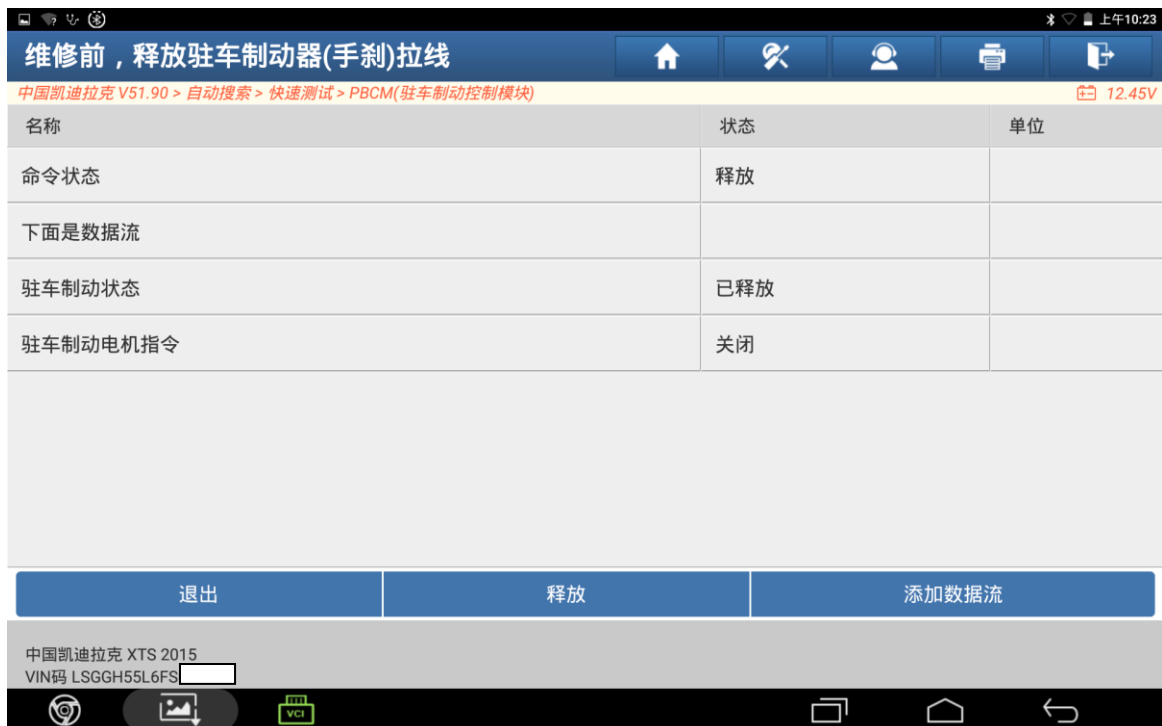 上午10:23
维修前，释放驻车制动器(手刹)拉线
中国凯迪拉克 V51.90 > 自动搜索 > 快速测试 > PBCM(驻车制动控制模块) 12.45V
名称 状态 单位
命令状态 释放
下面是数据流
驻车制动状态 已释放
驻车制动电机指令 关闭
退出 释放 添加数据流
中国凯迪拉克 XTS 2015
VIN码 LSGGH55L6FS
VCI